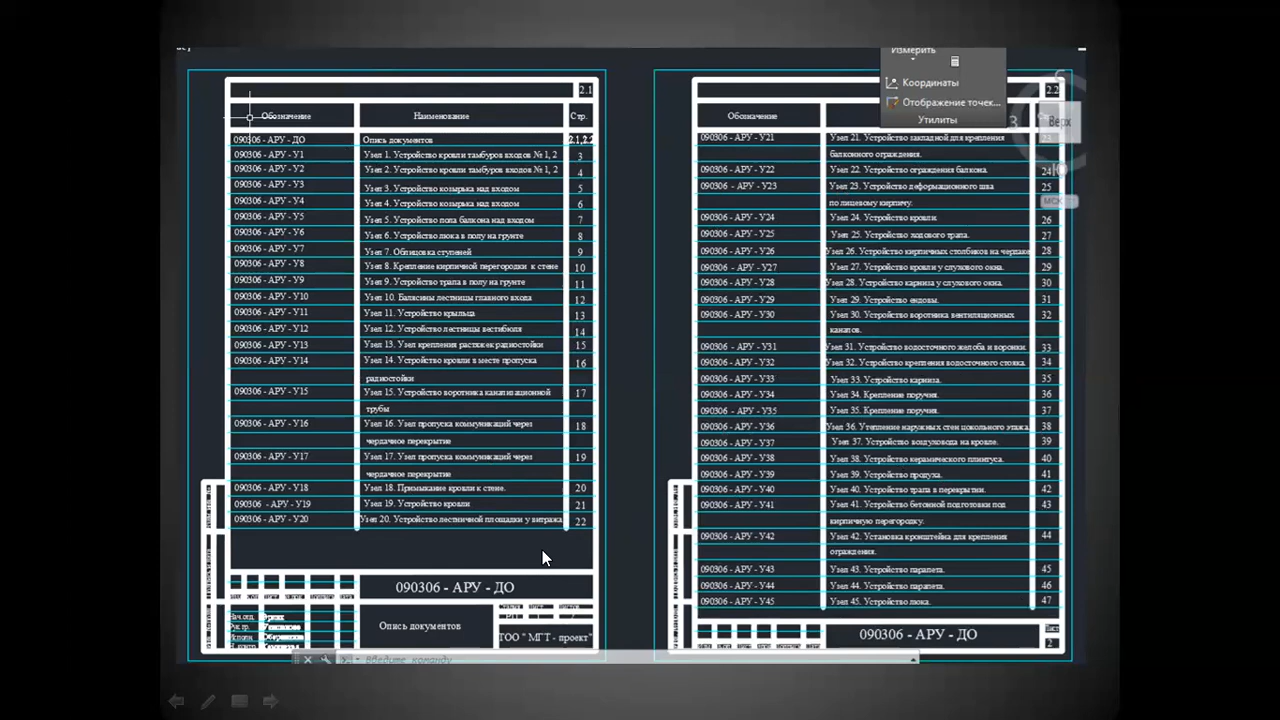 Измерить
Координаты
Отображение точек...
Утилиты
Верх
Ю
З
2.1
Обозначение Наименование Стр.
090306 - АРУ - ДО Опись документов 2.1,2.2
090306 - АРУ - У1 Узел 1. Устройство кровли тамбуров входов № 1, 2 3
090306 - АРУ - У2 Узел 2. Устройство кровли тамбуров входов № 1, 2 4
090306 - АРУ - У3 Узел 3. Устройство козырька над входом 5
090306 - АРУ - У4 Узел 4. Устройство козырька над входом 6
090306 - АРУ - У5 Узел 5. Устройство пола балкона над входом 7
090306 - АРУ - У6 Узел 6. Устройство люка в полу на грунте 8
090306 - АРУ - У7 Узел 7. Облицовка ступеней 9
090306 - АРУ - У8 Узел 8. Крепление кирпичной перегородки к стене 10
090306 - АРУ - У9 Узел 9. Устройство трапа в полу на грунте 11
090306 - АРУ - У10 Узел 10. Балясины лестницы главного входа 12
090306 - АРУ - У11 Узел 11. Устройство крыльца 13
090306 - АРУ - У12 Узел 12. Устройство лестницы вестибюля 14
090306 - АРУ - У13 Узел 13. Узел крепления растяжек радиостойки 15
090306 - АРУ - У14 Узел 14. Устройство кровли в месте пропуска 16
радиостойки
090306 - АРУ - У15 Узел 15. Устройство воротника канализационной 17
трубы
090306 - АРУ - У16 Узел 16. Узел пропуска коммуникаций через 18
чердачное перекрытие
090306 - АРУ - У17 Узел 17. Узел пропуска коммуникаций через 19
чердачное перекрытие
090306 - АРУ - У18 Узел 18. Примыкание кровли к стене. 20
090306 - АРУ - У19 Узел 19. Устройство кровли 21
090306 - АРУ - У20 Узел 20. Устройство лестничной площадки у витража 22
090306 - АРУ - ДО
Опись документов
ТОО " МГТ - проект"
Введите команду
2.2
Обозначение
090306 - АРУ - У21 Узел 21. Устройство закладной для крепления 23
балконного ограждения.
090306 - АРУ - У22 Узел 22. Устройство ограждения балкона. 24
090306 - АРУ - У23 Узел 23. Устройство деформационного шва 25
по лицевому кирпичу.
090306 - АРУ - У24 Узел 24. Устройство кровли 26
090306 - АРУ - У25 Узел 25. Устройство ходового трапа. 27
090306 - АРУ - У26 Узел 26. Устройство кирпичных столбиков на чердаке 28
090306 - АРУ - У27 Узел 27. Устройство кровли у слухового окна. 29
090306 - АРУ - У28 Узел 28. Устройство карниза у слухового окна. 30
090306 - АРУ - У29 Узел 29. Устройство ендовы. 31
090306 - АРУ - У30 Узел 30. Устройство воротника вентиляционных 32
каналов.
090306 - АРУ - У31 Узел 31. Устройство водосточного желоба и воронки. 33
090306 - АРУ - У32 Узел 32. Устройство крепления водосточного стояка. 34
090306 - АРУ - У33 Узел 33. Устройство карниза. 35
090306 - АРУ - У34 Узел 34. Крепление поручня. 36
090306 - АРУ - У35 Узел 35. Крепление поручня. 37
090306 - АРУ - У36 Узел 36. Утепление наружных стен цокольного этажа. 38
090306 - АРУ - У37 Узел 37. Устройство воздуховода на кровле. 39
090306 - АРУ - У38 Узел 38. Устройство керамического плинтуса. 40
090306 - АРУ - У39 Узел 39. Устройство продуха. 41
090306 - АРУ - У40 Узел 40. Устройство трапа в перекрытии. 42
090306 - АРУ - У41 Узел 41. Устройство бетонной подготовки под 43
кирпичную перегородку.
090306 - АРУ - У42 Узел 42. Установка кронштейна для крепления 44
ограждения.
090306 - АРУ - У43 Узел 43. Устройство парапета. 45
090306 - АРУ - У44 Узел 44. Устройство парапета. 46
090306 - АРУ - У45 Узел 45. Устройство люка. 47
090306 - АРУ - ДО
Лист
2